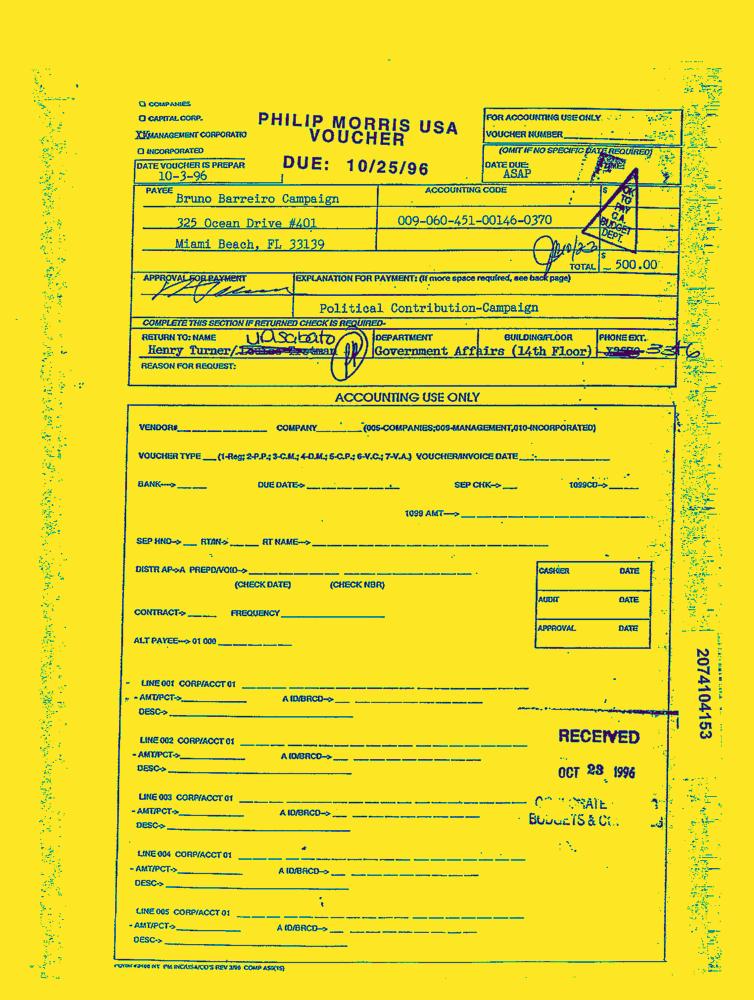 COMPANIES
CAPITAL CORP.
XX MANAGEMENT CORPORATIO
INCORPORATED
PHILIP MORRIS USA
VOUCHER
DUE: 10/25/96
FOR ACCOUNTING USE ONLY
VOUCHER NUMBER
(OMIT IF NO SPECIFIC DATE REQUIRED)
DATE DUE:
ASAP
DATE VOUCHER IS PREPAR
10-3-96
PAYEE
Bruno Barreiro Campaign
325 Ocean Drive #401
Miami Beach, FL 33139
ACCOUNTING CODE
009-060-451-00146-0370
$
OK
TO
PAY
C.A.
BUDGET
DEPT.
10/23
TOTAL
$
500.00
APPROVAL FOR PAYMENT
EXPLANATION FOR PAYMENT: (If more space required, see back page)
Political Contribution-Campaign
COMPLETE THIS SECTION IF RETURNED CHECK IS REQUIRED-
RETURN TO: NAME
Henry Turner/
DEPARTMENT
BUILDING/FLOOR
Government Affairs (14th Floor)
PHONE EXT.
3346
REASON FOR REQUEST:
ACCOUNTING USE ONLY
VENDOR# COMPANY (005-COMPANIES;009-MANAGEMENT,010-INCORPORATED)
VOUCHER TYPE (1-Reg; 2-P.P.; 3-C.M.; 4-D.M.; 5-C.P.; 6-V.C.; 7-V.A.) VOUCHER/INVOICE DATE
BANK---> DUE DATE> SEP CHK-> 1099CD->
1099 AMT--->
SEP HND-> RTAN-> RT NAME-->
DISTR AP->A PREPD/VOID->
(CHECK DATE) (CHECK NBR)
CONTRACT-> FREQUENCY
ALT PAYEE---> 01 000
CASHIER DATE
AUDIT DATE
APPROVAL DATE
LINE 001 CORP/ACCT 01
- AMT/PCT-> A ID/BRCD->
DESC->
LINE 002 CORP/ACCT 01
- AMT/PCT-> A ID/BRCD->
DESC->
LINE 003 CORP/ACCT 01
- AMT/PCT-> A ID/BRCD->
DESC->
LINE 004 CORP/ACCT 01
- AMT/PCT-> A ID/BRCD->
DESC->
LINE 005 CORP/ACCT 01
- AMT/PCT-> A ID/BRCD->
DESC->
RECEIVED
OCT 23 1996
2074104153